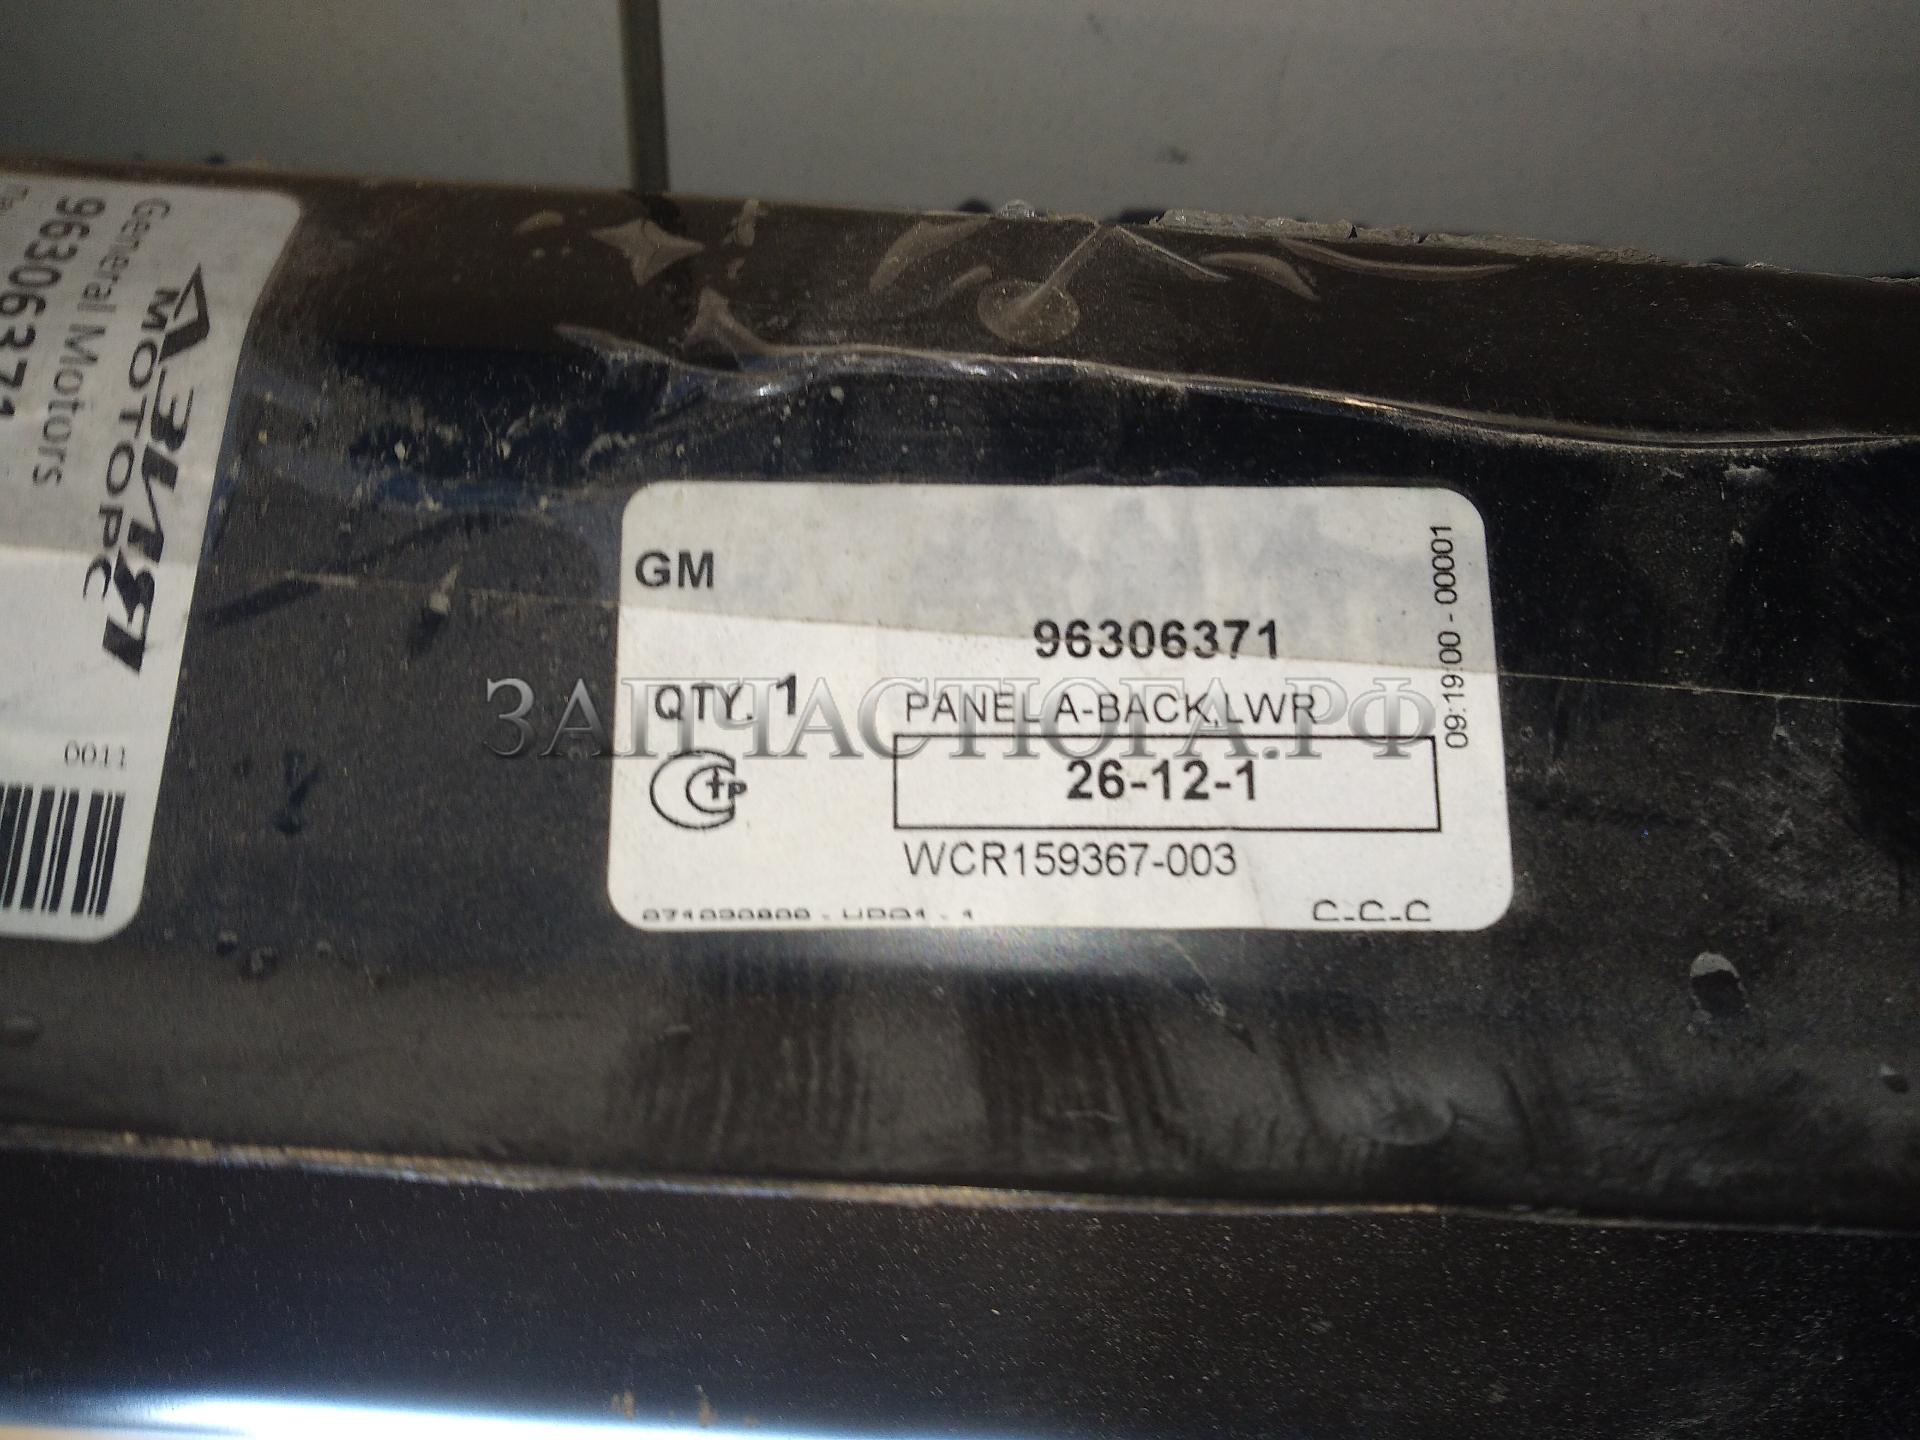 General Motors
96306371
АЗИЯ
МОТОРС
0011
GM
96306371
QTY. 1
PANEL A-BACK,LWR
26-12-1
WCR159367-003
C-C-C
09:19:00 - 00001
ЗАПЧАСТЮГА.РФ